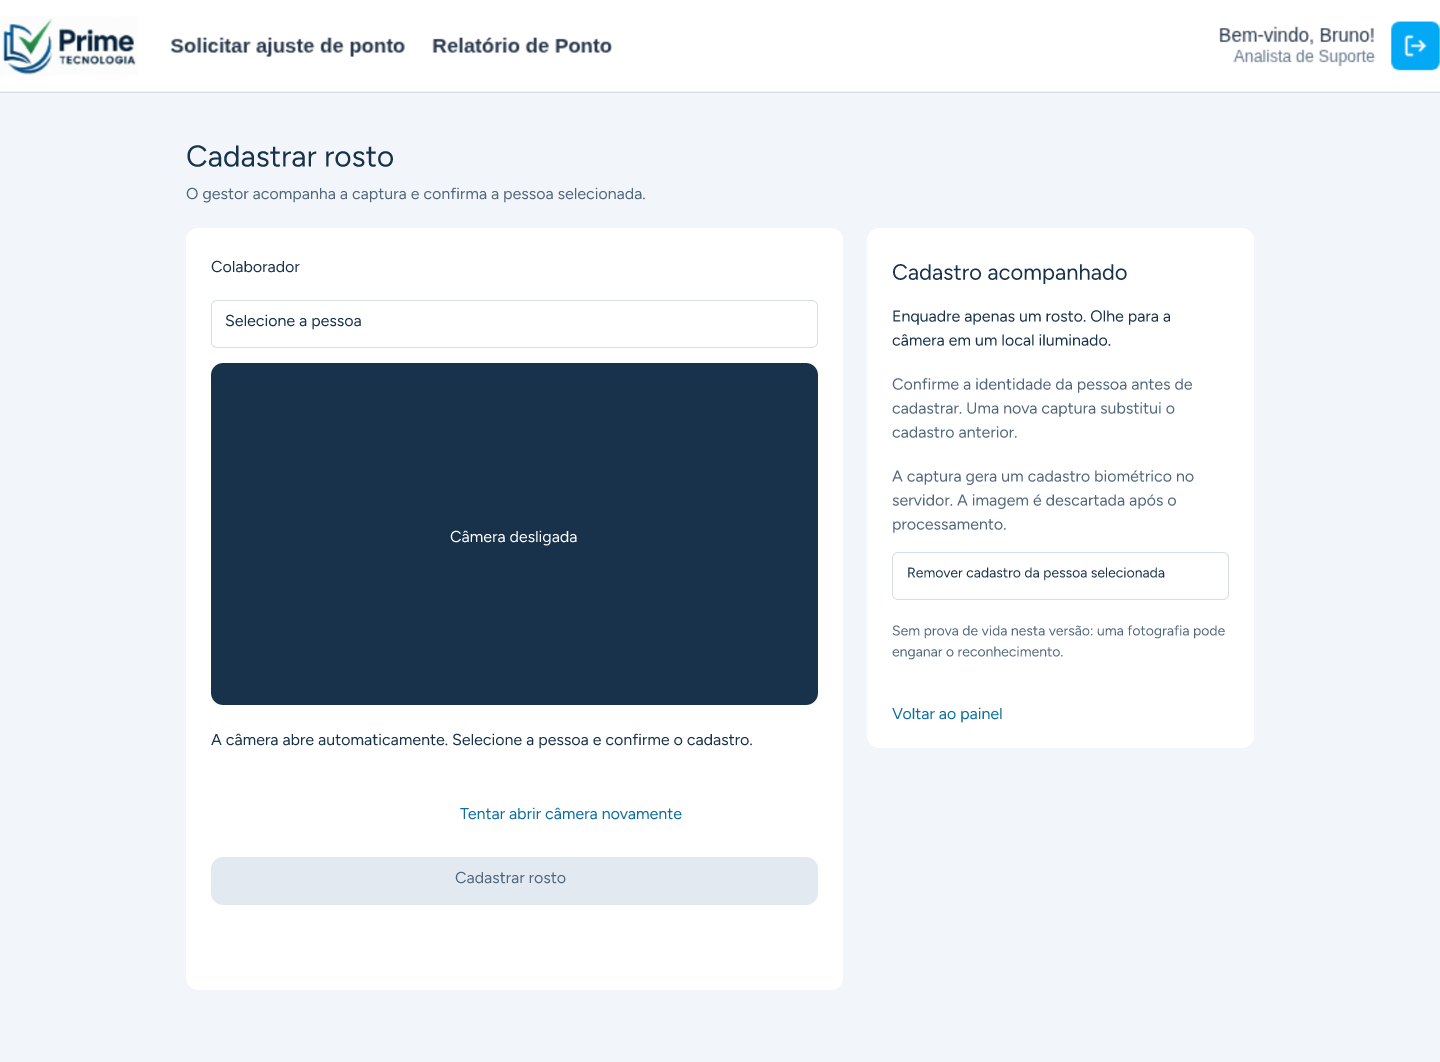 Prime
TECNOLOGIA
Solicitar ajuste de ponto
Relatório de Ponto
Bem-vindo, Bruno!
Analista de Suporte
Cadastrar rosto
O gestor acompanha a captura e confirma a pessoa selecionada.
Colaborador
Selecione a pessoa
Câmera desligada
A câmera abre automaticamente. Selecione a pessoa e confirme o cadastro.
Tentar abrir câmera novamente
Cadastrar rosto
Cadastro acompanhado
Enquadre apenas um rosto. Olhe para a
câmera em um local iluminado.
Confirme a identidade da pessoa antes de
cadastrar. Uma nova captura substitui o
cadastro anterior.
A captura gera um cadastro biométrico no
servidor. A imagem é descartada após o
processamento.
Remover cadastro da pessoa selecionada
Sem prova de vida nesta versão: uma fotografia pode
enganar o reconhecimento.
Voltar ao painel